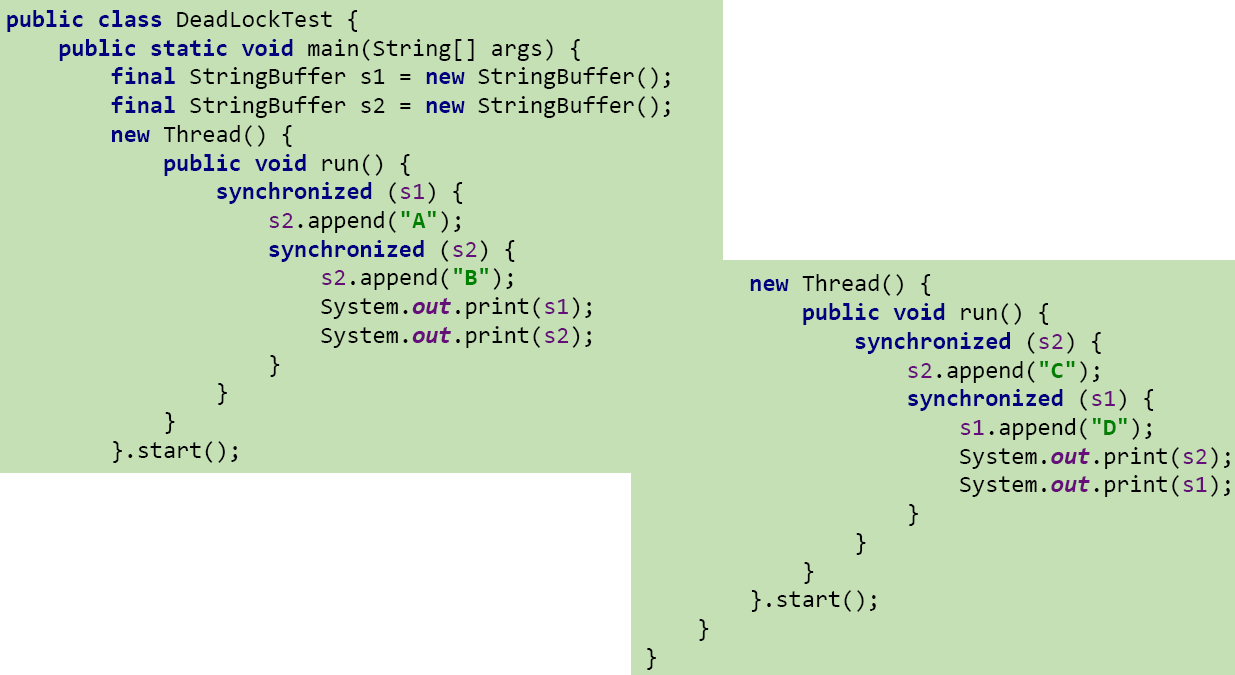 public class DeadLockTest {
    public static void main(String[] args) {
        final StringBuffer s1 = new StringBuffer();
        final StringBuffer s2 = new StringBuffer();
        new Thread() {
            public void run() {
                synchronized (s1) {
                    s2.append("A");
                    synchronized (s2) {
                        s2.append("B");
                        System.out.print(s1);
                        System.out.print(s2);
                    }
                }
            }
        }.start();
        new Thread() {
            public void run() {
                synchronized (s2) {
                    s2.append("C");
                    synchronized (s1) {
                        s1.append("D");
                        System.out.print(s2);
                        System.out.print(s1);
                    }
                }
            }
        }.start();
    }
}